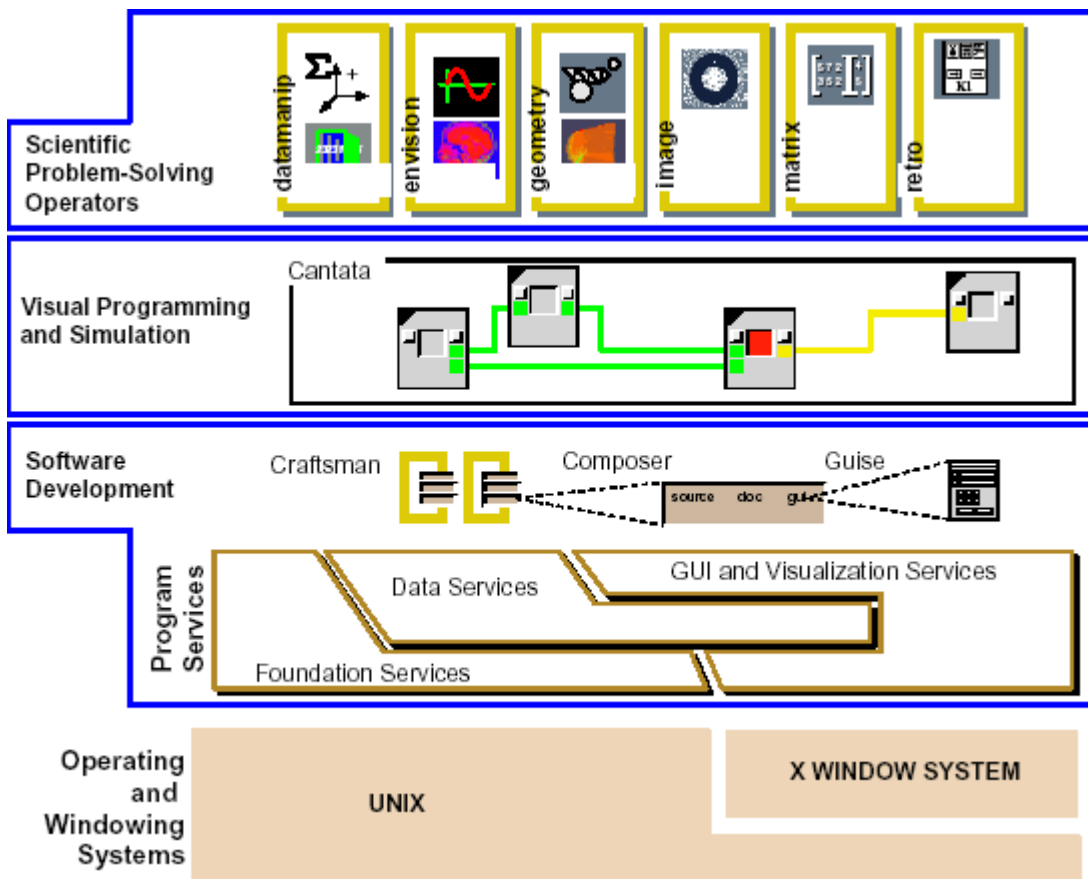 Scientific
Problem-Solving
Operators
datamanip
envision
geometry
image
matrix
retro
Σ +
K1
Visual Programming
and Simulation
Cantata
Software
Development
Craftsman
Composer
Guise
source doc gui
Program
Services
Data Services
GUI and Visualization Services
Foundation Services
Operating
and
Windowing
Systems
UNIX
X WINDOW SYSTEM